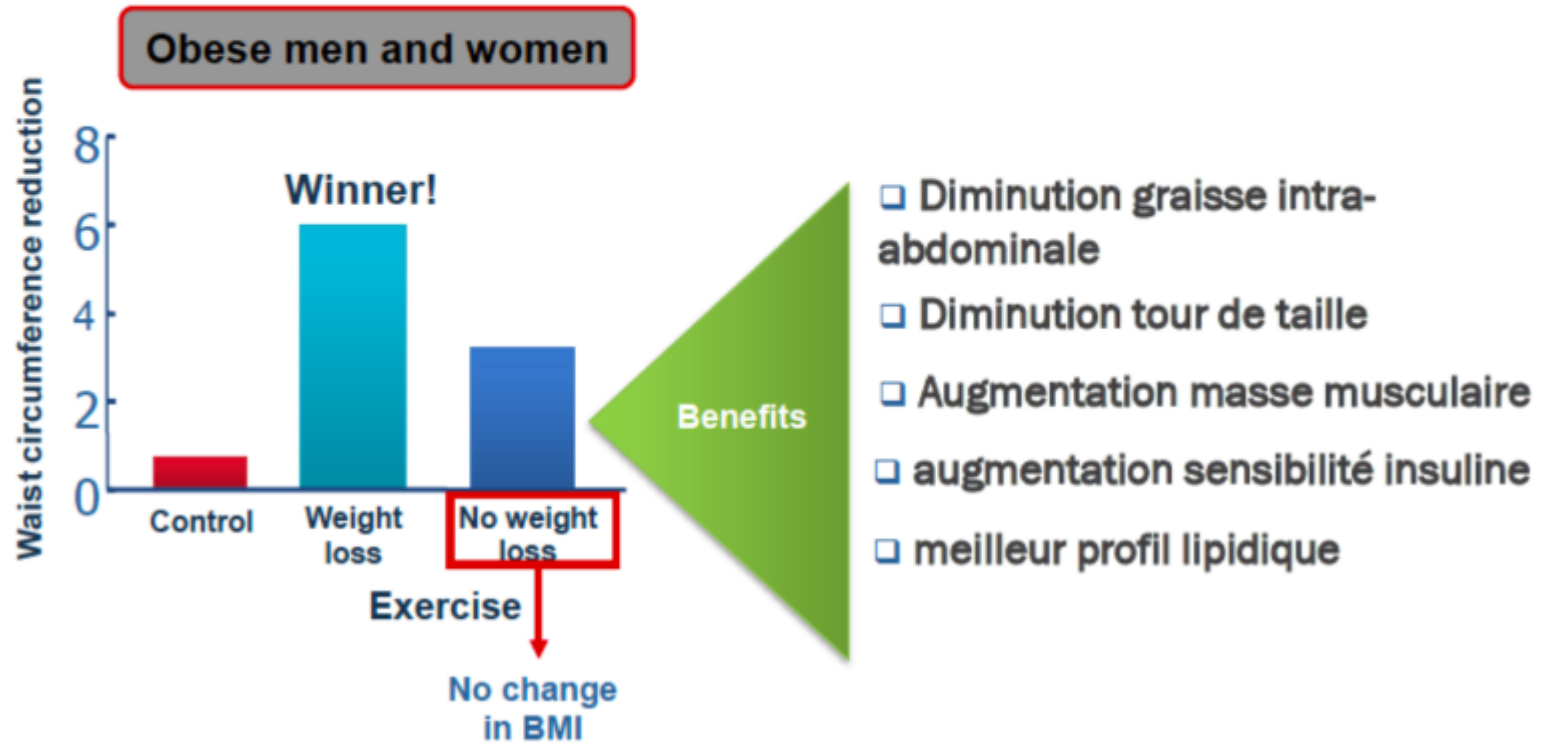 Obese men and women
Waist circumference reduction
8
6
4
2
0
Winner!
Control
Weight
loss
No weight
loss
Exercise
No change
in BMI
Benefits
Diminution graisse intra-
abdominale
Diminution tour de taille
Augmentation masse musculaire
augmentation sensibilité insuline
meilleur profil lipidique